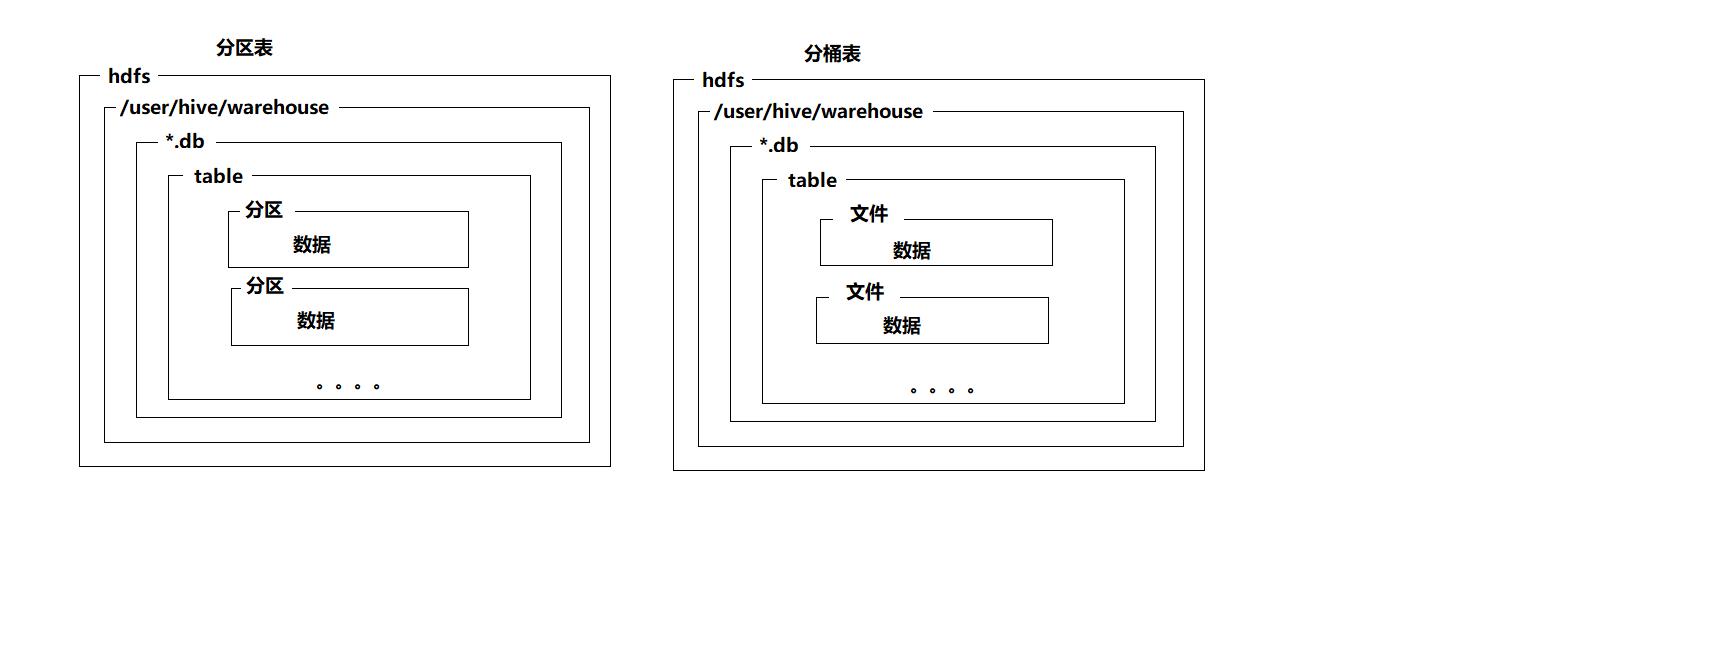 分区表
hdfs
/user/hive/warehouse
*.db
table
分区
数据
分区
数据
。。。。
分桶表
hdfs
/user/hive/warehouse
*.db
table
文件
数据
文件
数据
。。。。